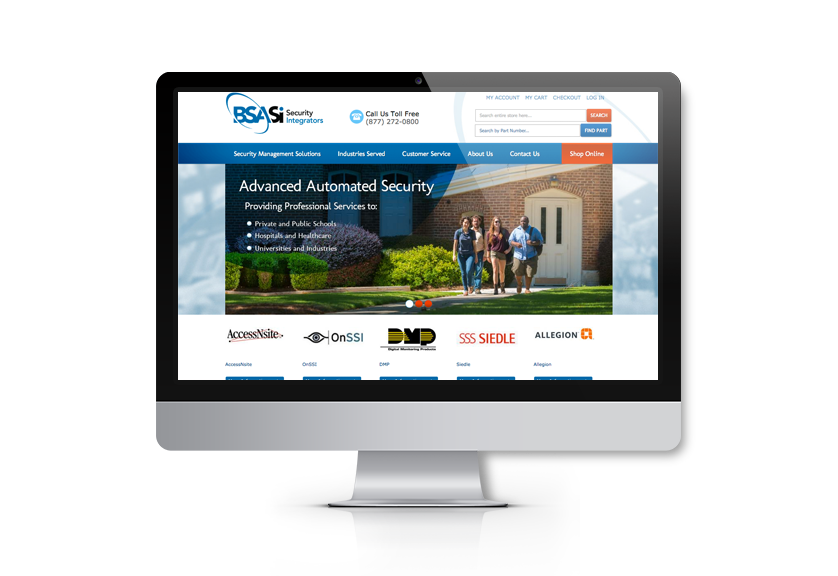 MY ACCOUNT MY CART CHECKOUT LOG IN
BSASi Security Integrators
Call Us Toll Free
(877) 272-0800
Search entire store here... SEARCH
Search by Part Number... FIND PART
Security Management Solutions Industries Served Customer Service About Us Contact Us Shop Online
Advanced Automated Security
Providing Professional Services to:
Private and Public Schools
Hospitals and Healthcare
Universities and Industries
AccessNsite OnSSI DMP SSS SIEDLE ALLEGION
Digital Monitoring Products
AccessNsite OnSSI DMP Siedle Allegion